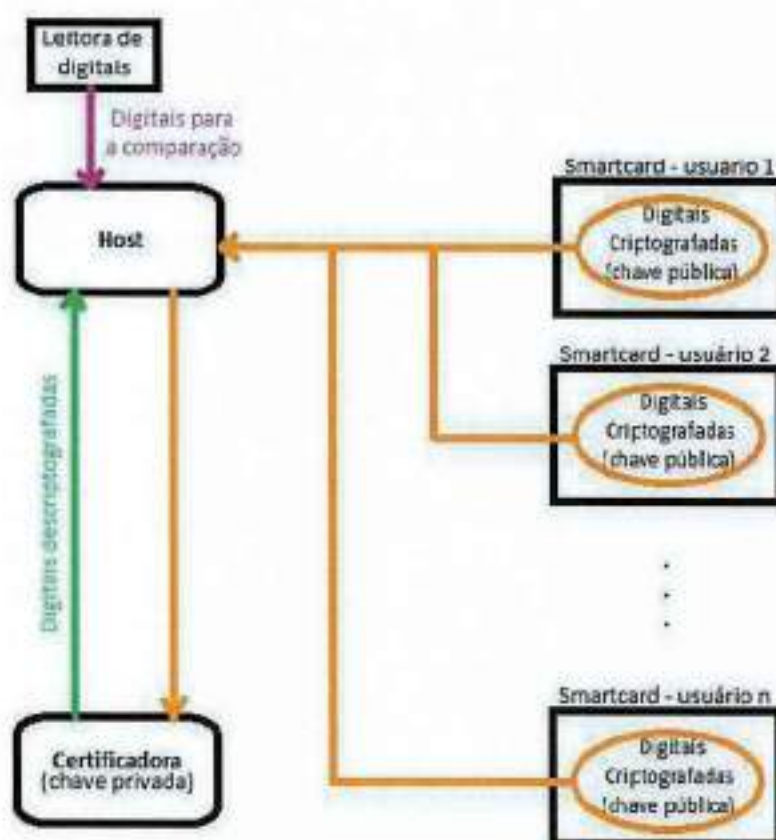 Leitora de
digitais
Digitais para
a comparação
Host
Digitais descriptografadas
Certificadora
(chave privada)
Smartcard - usuario 1
Digitais
Criptografadas
(chave pública)
Smartcard - usuário 2
Digitais
Criptografadas
(chave pública)
Smartcard - usuário n
Digitais
Criptografadas
(chave pública)